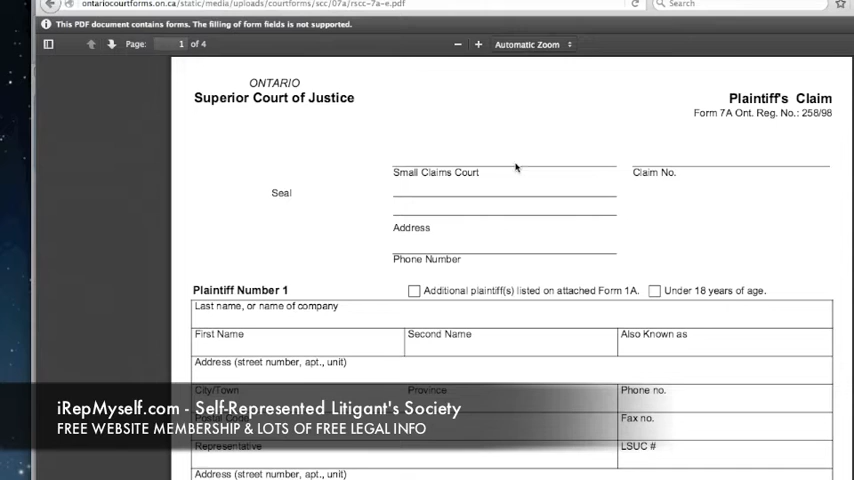 ontariocourtforms.on.ca/static/media/uploads/courtforms/scc/07a/rscc-7a-e.pdf
Search
This PDF document contains forms. The filling of form fields is not supported.
Page: 1 of 4
Automatic Zoom
ONTARIO
Superior Court of Justice
Plaintiff's Claim
Form 7A Ont. Reg. No.: 258/98
Small Claims Court
Claim No.
Seal
Address
Phone Number
Plaintiff Number 1
Additional plaintiff(s) listed on attached Form 1A.
Under 18 years of age.
Last name, or name of company
First Name
Second Name
Also Known as
Address (street number, apt., unit)
City/Town
Province
Phone no.
iRepMyself.com - Self-Represented Litigant's Society
Postal Code
Fax no.
FREE WEBSITE MEMBERSHIP & LOTS OF FREE LEGAL INFO
Representative
LSUC #
Address (street number, apt., unit)